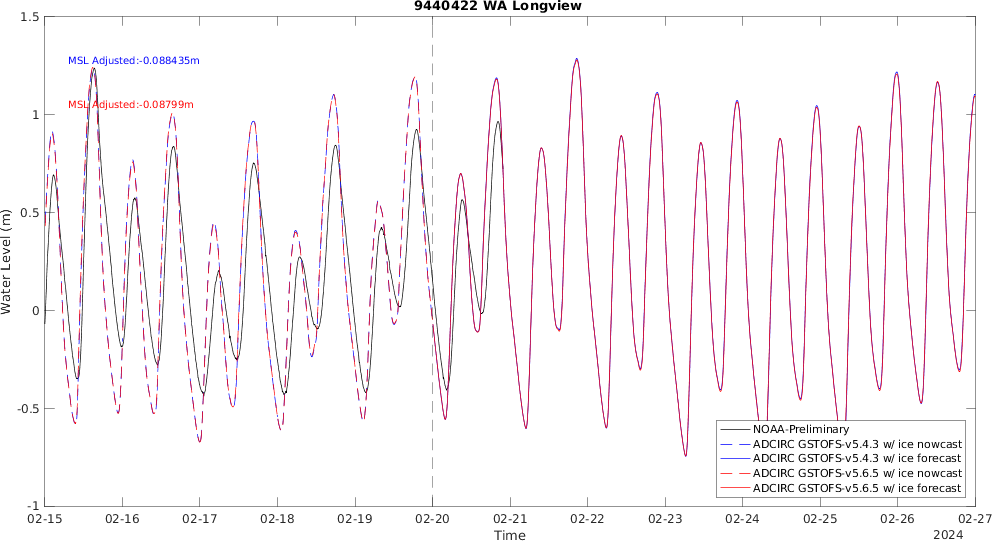 9440422 WA Longview
1.5
MSL Adjusted:-0.088435m
MSL Adjusted:-0.08799m
1
0.5
0
-0.5
-1
Water Level (m)
NOAA-Preliminary
ADCIRC GSTOFS-v5.4.3 w/ ice nowcast
ADCIRC GSTOFS-v5.4.3 w/ ice forecast
ADCIRC GSTOFS-v5.6.5 w/ ice nowcast
ADCIRC GSTOFS-v5.6.5 w/ ice forecast
02-15 02-16 02-17 02-18 02-19 02-20 02-21 02-22 02-23 02-24 02-25 02-26 02-27
Time
2024